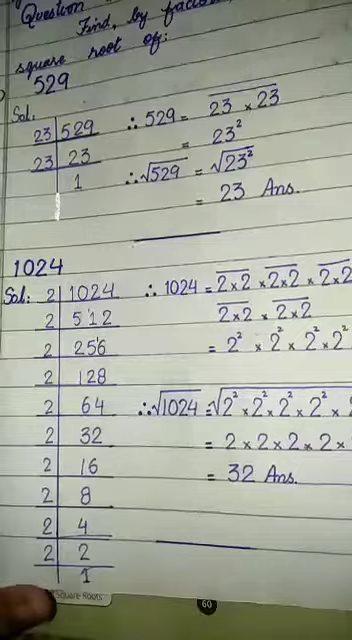 Question
Find, by
square root of:
529
Sol.
23 | 529 ∴ 529 = 23 × 23
23 | 23 = 23²
1 ∴ √529 = √23²
= 23 Ans.
1024
Sol: 2 | 1024 ∴ 1024 = 2×2 × 2×2 × 2×2
2 | 512 2×2 × 2×2
2 | 256 = 2² × 2² × 2² × 2²
2 | 128
2 | 64 ∴ √1024 = √2² × 2² × 2² × 2² ×
2 | 32 = 2 × 2 × 2 × 2 ×
2 | 16 = 32 Ans.
2 | 8
2 | 4
2 | 2
1
Square Roots
60